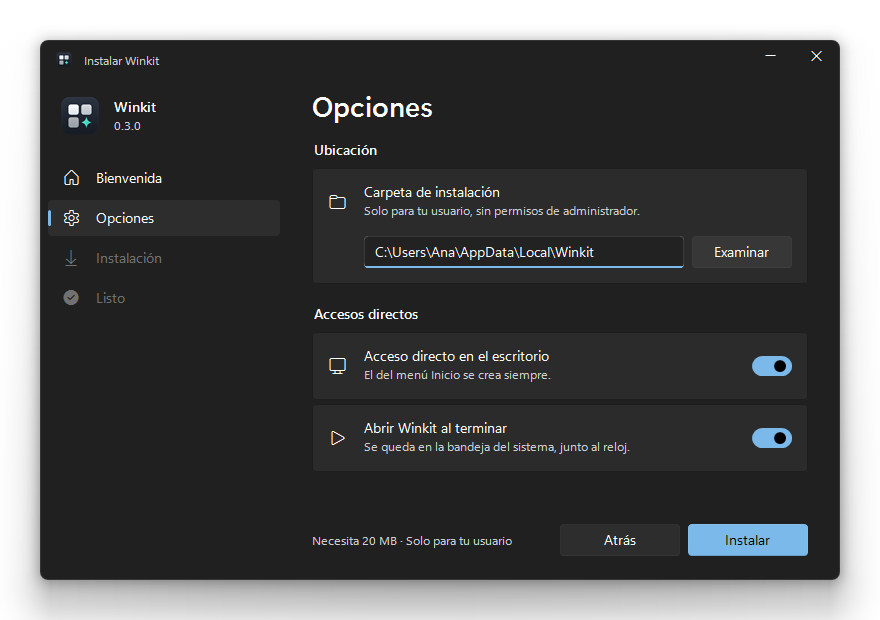 Instalar Winkit
Winkit
0.3.0
Bienvenida
Opciones
Instalación
Listo
Opciones
Ubicación
Carpeta de instalación
Solo para tu usuario, sin permisos de administrador.
C:\Users\Ana\AppData\Local\Winkit
Examinar
Accesos directos
Acceso directo en el escritorio
El del menú Inicio se crea siempre.
Abrir Winkit al terminar
Se queda en la bandeja del sistema, junto al reloj.
Necesita 20 MB · Solo para tu usuario
Atrás
Instalar